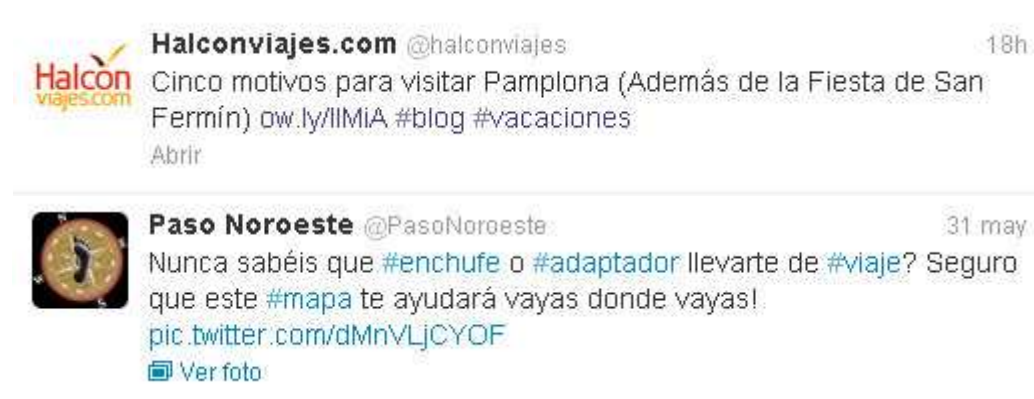 Halconviajes.com @halconviajes 18h
Halcón
viajes.com
Cinco motivos para visitar Pamplona (Además de la Fiesta de San
Fermín) ow.ly/llMiA #blog #vacaciones
Abrir
Paso Noroeste @PasoNoroeste 31 may
Nunca sabéis que #enchufe o #adaptador llevarte de #viaje? Seguro
que este #mapa te ayudará vayas donde vayas!
pic.twitter.com/dMnVLjCYOF
Ver foto